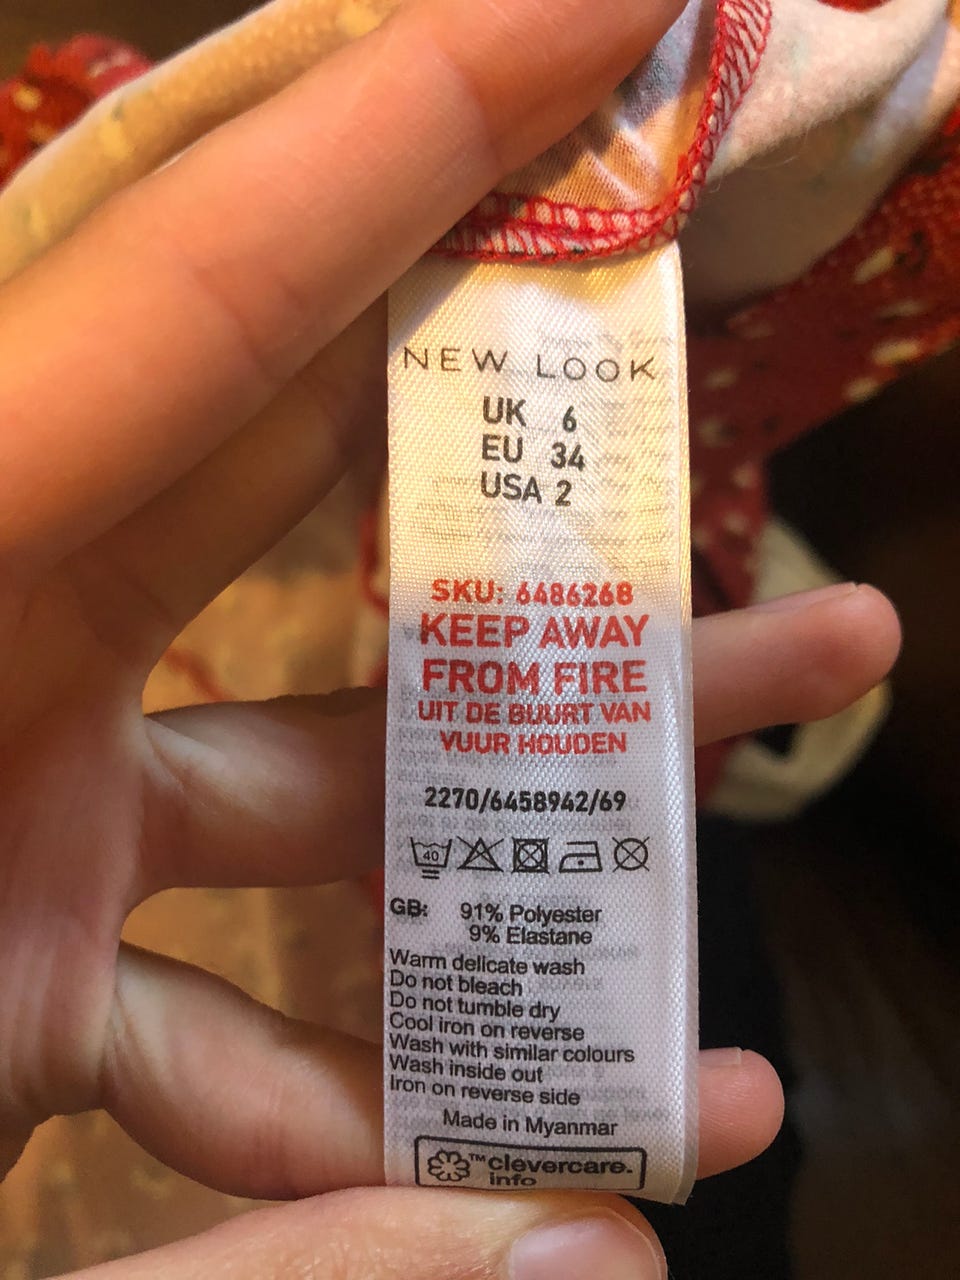 NEW LOOK
UK 6
EU 34
USA 2
SKU: 6486268
KEEP AWAY
FROM FIRE
UIT DE BUURT VAN
VUUR HOUDEN
2270/6458942/69
40
GB: 91% Polyester
9% Elastane
Warm delicate wash
Do not bleach
Do not tumble dry
Cool iron on reverse
Wash with similar colours
Wash inside out
Iron on reverse side
Made in Myanmar
™clevercare.
info